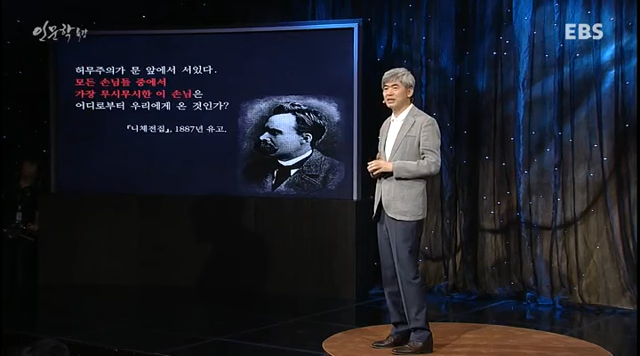 인문학 특강
EBS
허무주의가 문 앞에서 서있다.
모든 손님들 중에서
가장 무시무시한 이 손님은
어디로부터 우리에게 온 것인가?
『니체전집』, 1887년 유고.